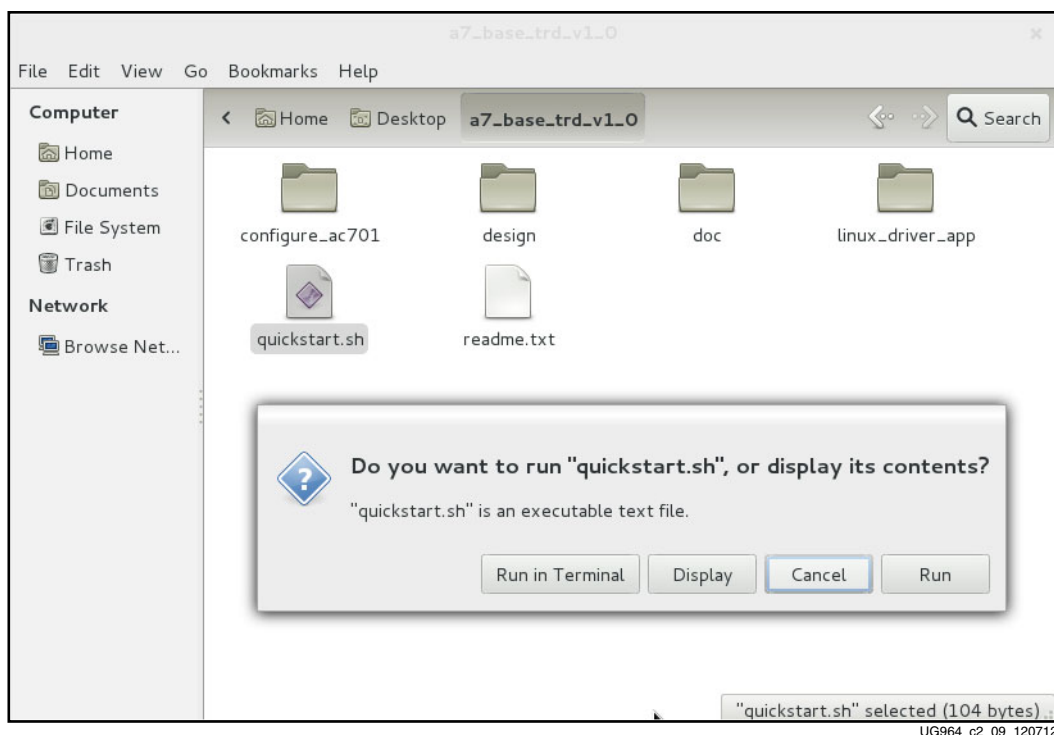 a7_base_trd_v1_0
File Edit View Go Bookmarks Help
Computer
Home
Documents
File System
Trash
Network
Browse Net...
Home Desktop a7_base_trd_v1_0 Search
configure_ac701 design doc linux_driver_app
quickstart.sh readme.txt
Do you want to run "quickstart.sh", or display its contents?
"quickstart.sh" is an executable text file.
Run in Terminal Display Cancel Run
"quickstart.sh" selected (104 bytes)
UG964_c2_09_120712